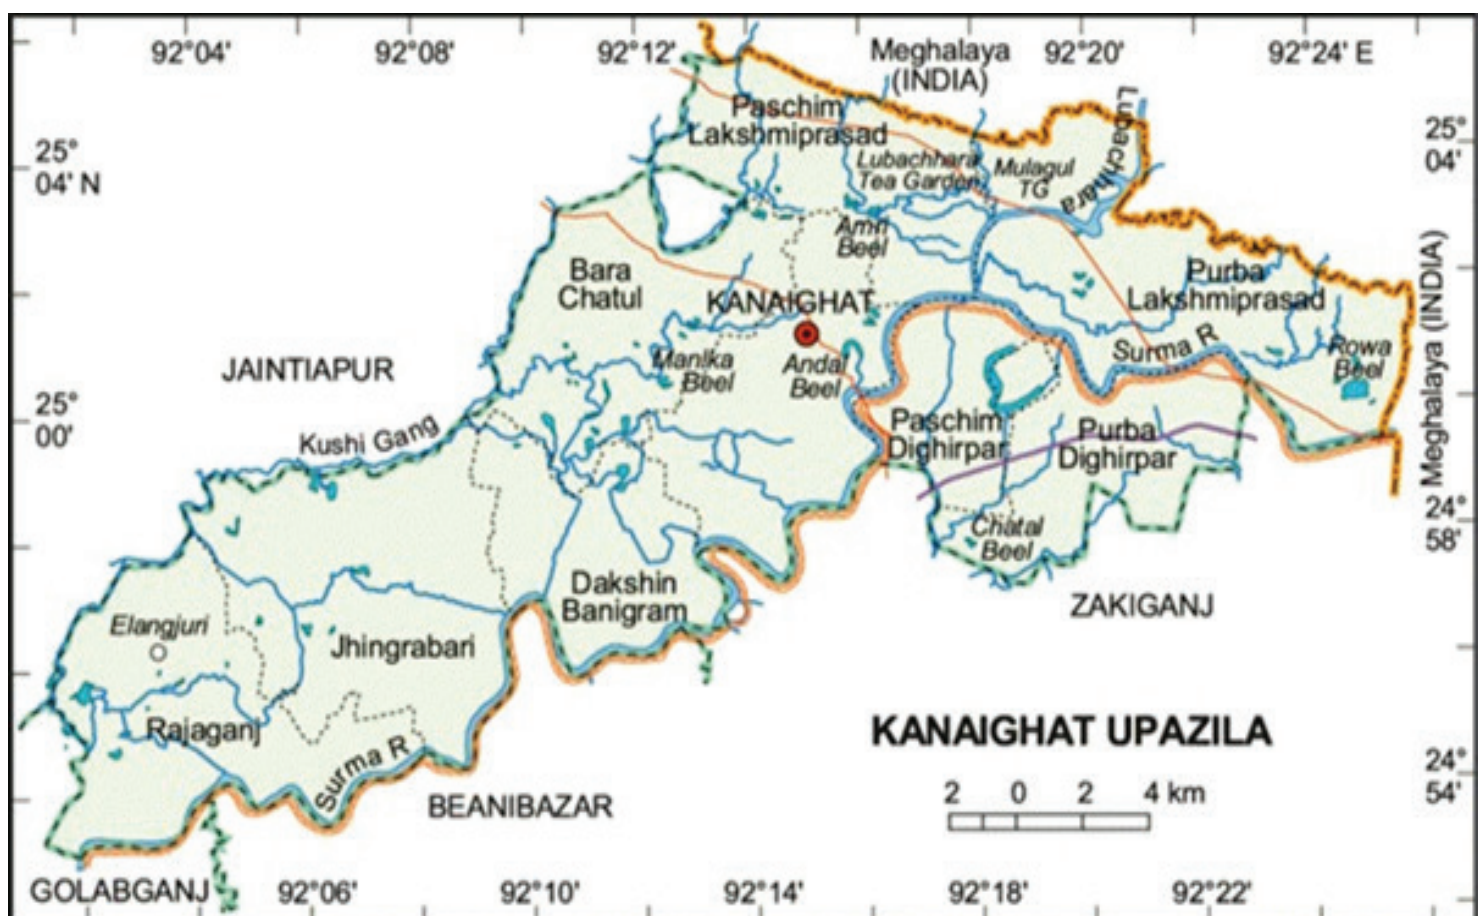 92°04' 92°08' 92°12' 92°20' 92°24' E
Meghalaya
(INDIA)
25°
04' N
25°
04'
Paschim
Lakshmiprasad
Lubachhara
Lubachhara
Tea Garden
Mulagul
TG
Amri
Beel
Bara
Chatul
KANAIGHAT
Purba
Lakshmiprasad
Meghalaya (INDIA)
Surma R
Rowa
Beel
Manika
Beel
Andal
Beel
JAINTIAPUR
25°
00'
Kushi Gang
Paschim
Dighirpar
Purba
Dighirpar
24°
58'
Chatal
Beel
Dakshin
Banigram
ZAKIGANJ
Elangjuri
Jhingrabari
Rajaganj
KANAIGHAT UPAZILA
Surma R
24°
54'
BEANIBAZAR
2 0 2 4 km
GOLABGANJ
92°06' 92°10' 92°14' 92°18' 92°22'